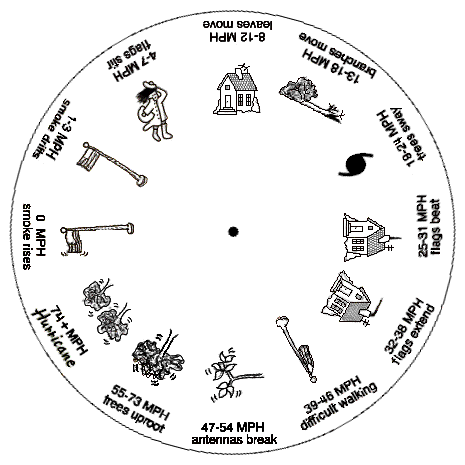 0 MPH
smoke rises
1-3 MPH
smoke drifts
4-7 MPH
flags stir
8-12 MPH
leaves move
13-18 MPH
branches move
19-24 MPH
trees sway
25-31 MPH
flags beat
32-38 MPH
flags extend
39-46 MPH
difficult walking
47-54 MPH
antennas break
55-73 MPH
trees uproot
74+ MPH
Hurricane